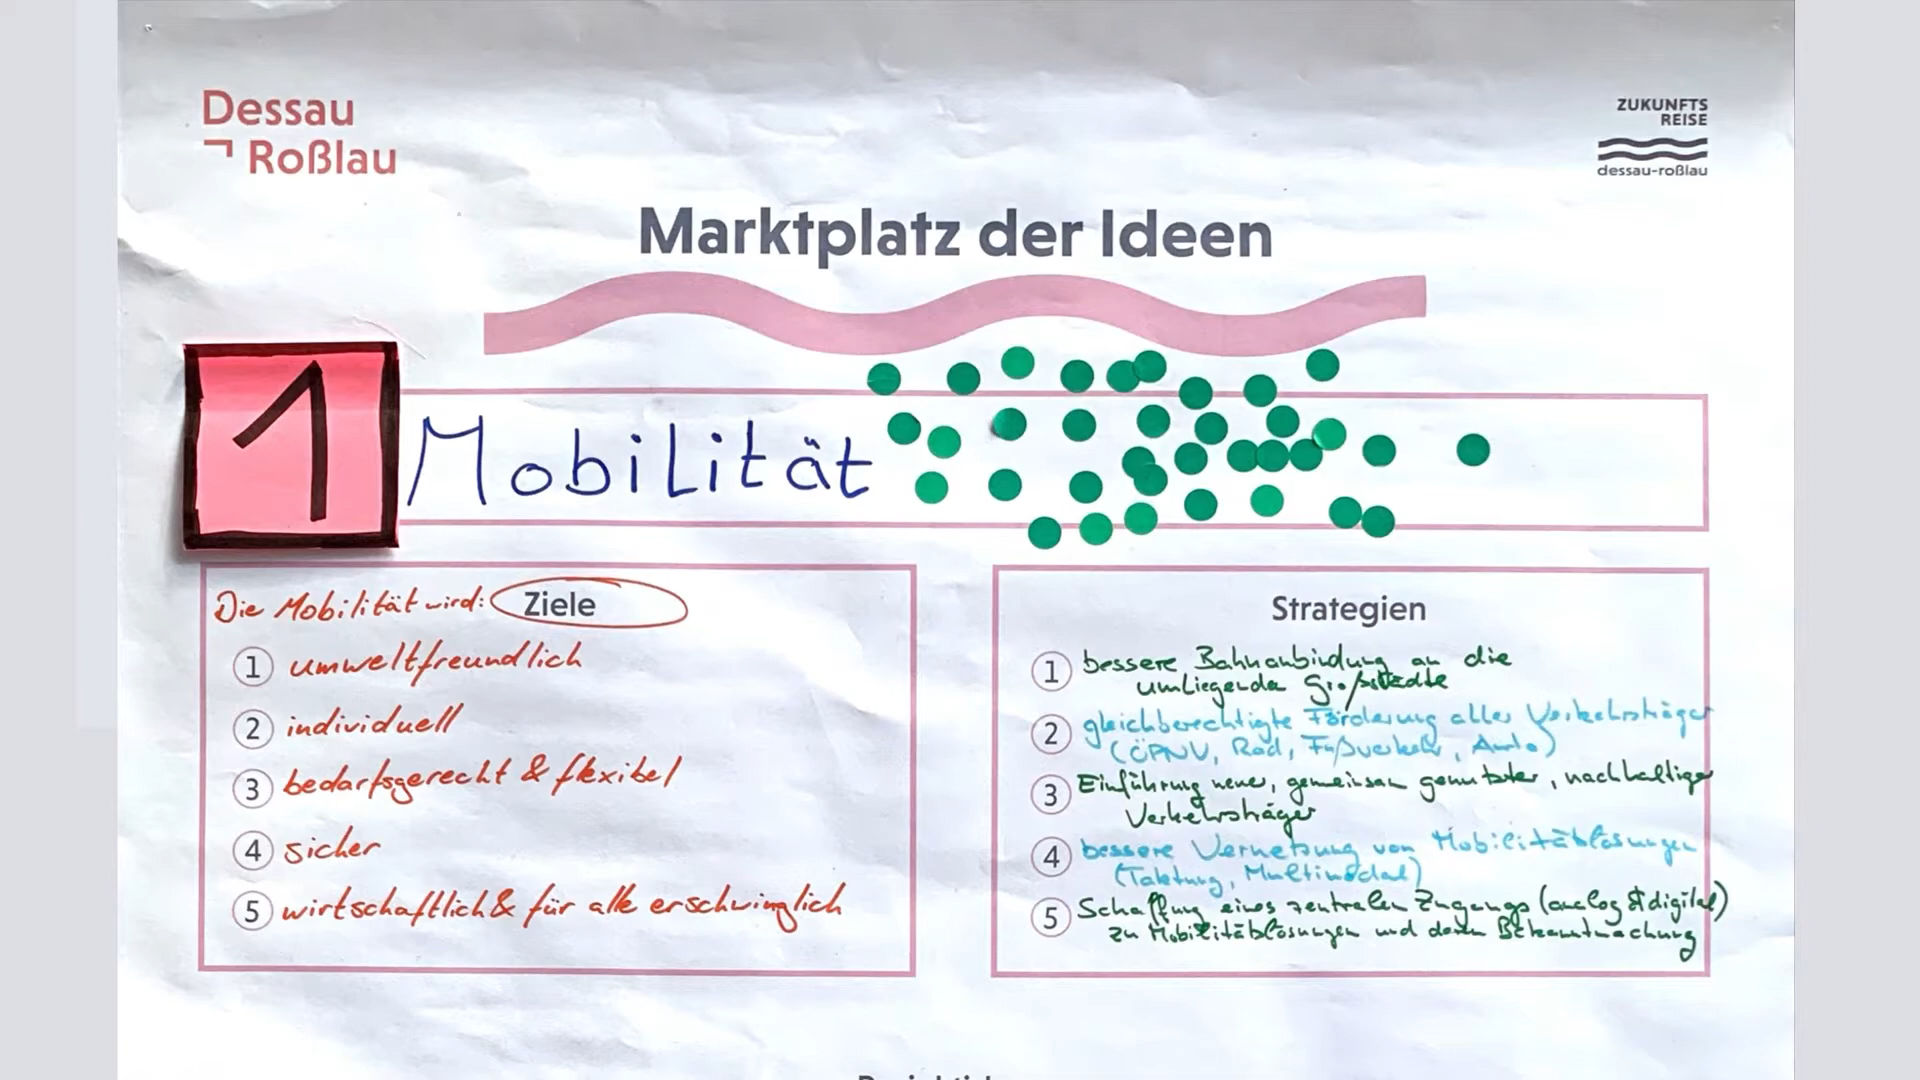 Dessau
Roßlau
ZUKUNFTS
REISE
dessau-roßlau
Marktplatz der Ideen
1
Mobilität
Die Mobilität wird: Ziele
1 umweltfreundlich
2 individuell
3 bedarfsgerecht & flexibel
4 sicher
5 wirtschaftlich & für alle erschwinglich
Strategien
1 bessere Bahnanbindung an die
umliegenden Großstädte
2 gleichberechtigte Förderung aller Verkehrsträger
(ÖPNV, Rad, Fußverkehr, Auto)
3 Einführung neuer, gemeinsam genutzter, nachhaltiger
Verkehrsträger
4 bessere Vernetzung von Mobilitätslösungen
(Taktung, Multimodal)
5 Schaffung eines zentralen Zugangs (analog & digital)
zu Mobilitätslösungen und deren Bekanntmachung